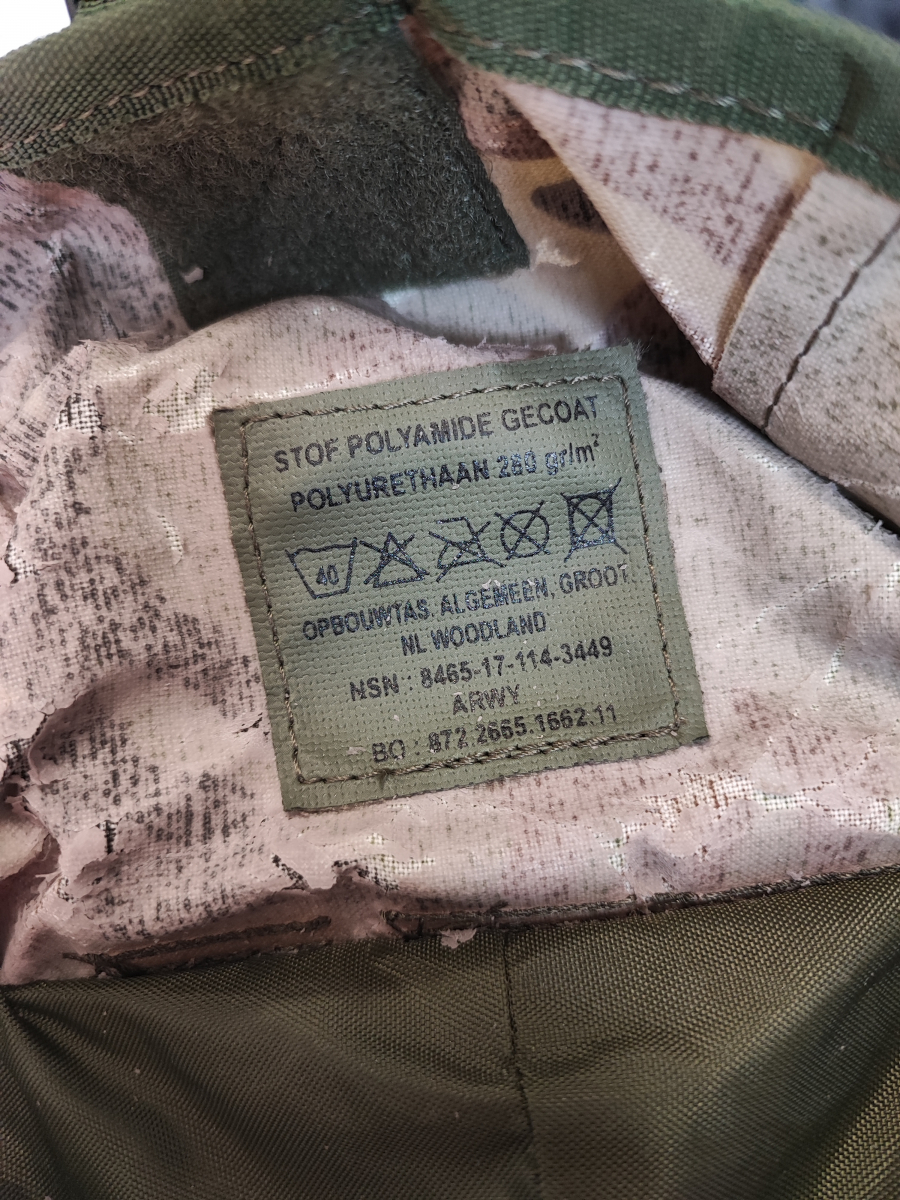 STOF POLYAMIDE GECOAT
POLYURETHAAN 280 gr/m²
40
OPBOUWTAS, ALGEMEEN, GROOT,
NL WOODLAND
NSN : 8465-17-114-3449
ARWY
BO : 872.2665.1662.11